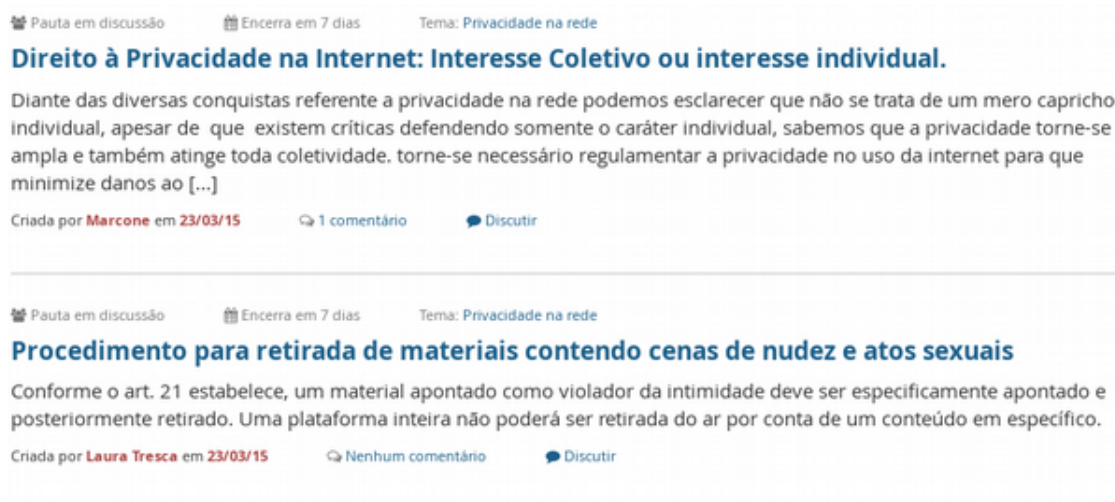 Pauta em discussão Encerra em 7 dias Tema: Privacidade na rede
Direito à Privacidade na Internet: Interesse Coletivo ou interesse individual.
Diante das diversas conquistas referente a privacidade na rede podemos esclarecer que não se trata de um mero capricho
individual, apesar de que existem críticas defendendo somente o caráter individual, sabemos que a privacidade torne-se
ampla e também atinge toda coletividade. torne-se necessário regulamentar a privacidade no uso da internet para que
minimize danos ao [...]
Criada por Marcone em 23/03/15 1 comentário Discutir
Pauta em discussão Encerra em 7 dias Tema: Privacidade na rede
Procedimento para retirada de materiais contendo cenas de nudez e atos sexuais
Conforme o art. 21 estabelece, um material apontado como violador da intimidade deve ser especificamente apontado e
posteriormente retirado. Uma plataforma inteira não poderá ser retirada do ar por conta de um conteúdo em específico.
Criada por Laura Tresca em 23/03/15 Nenhum comentário Discutir